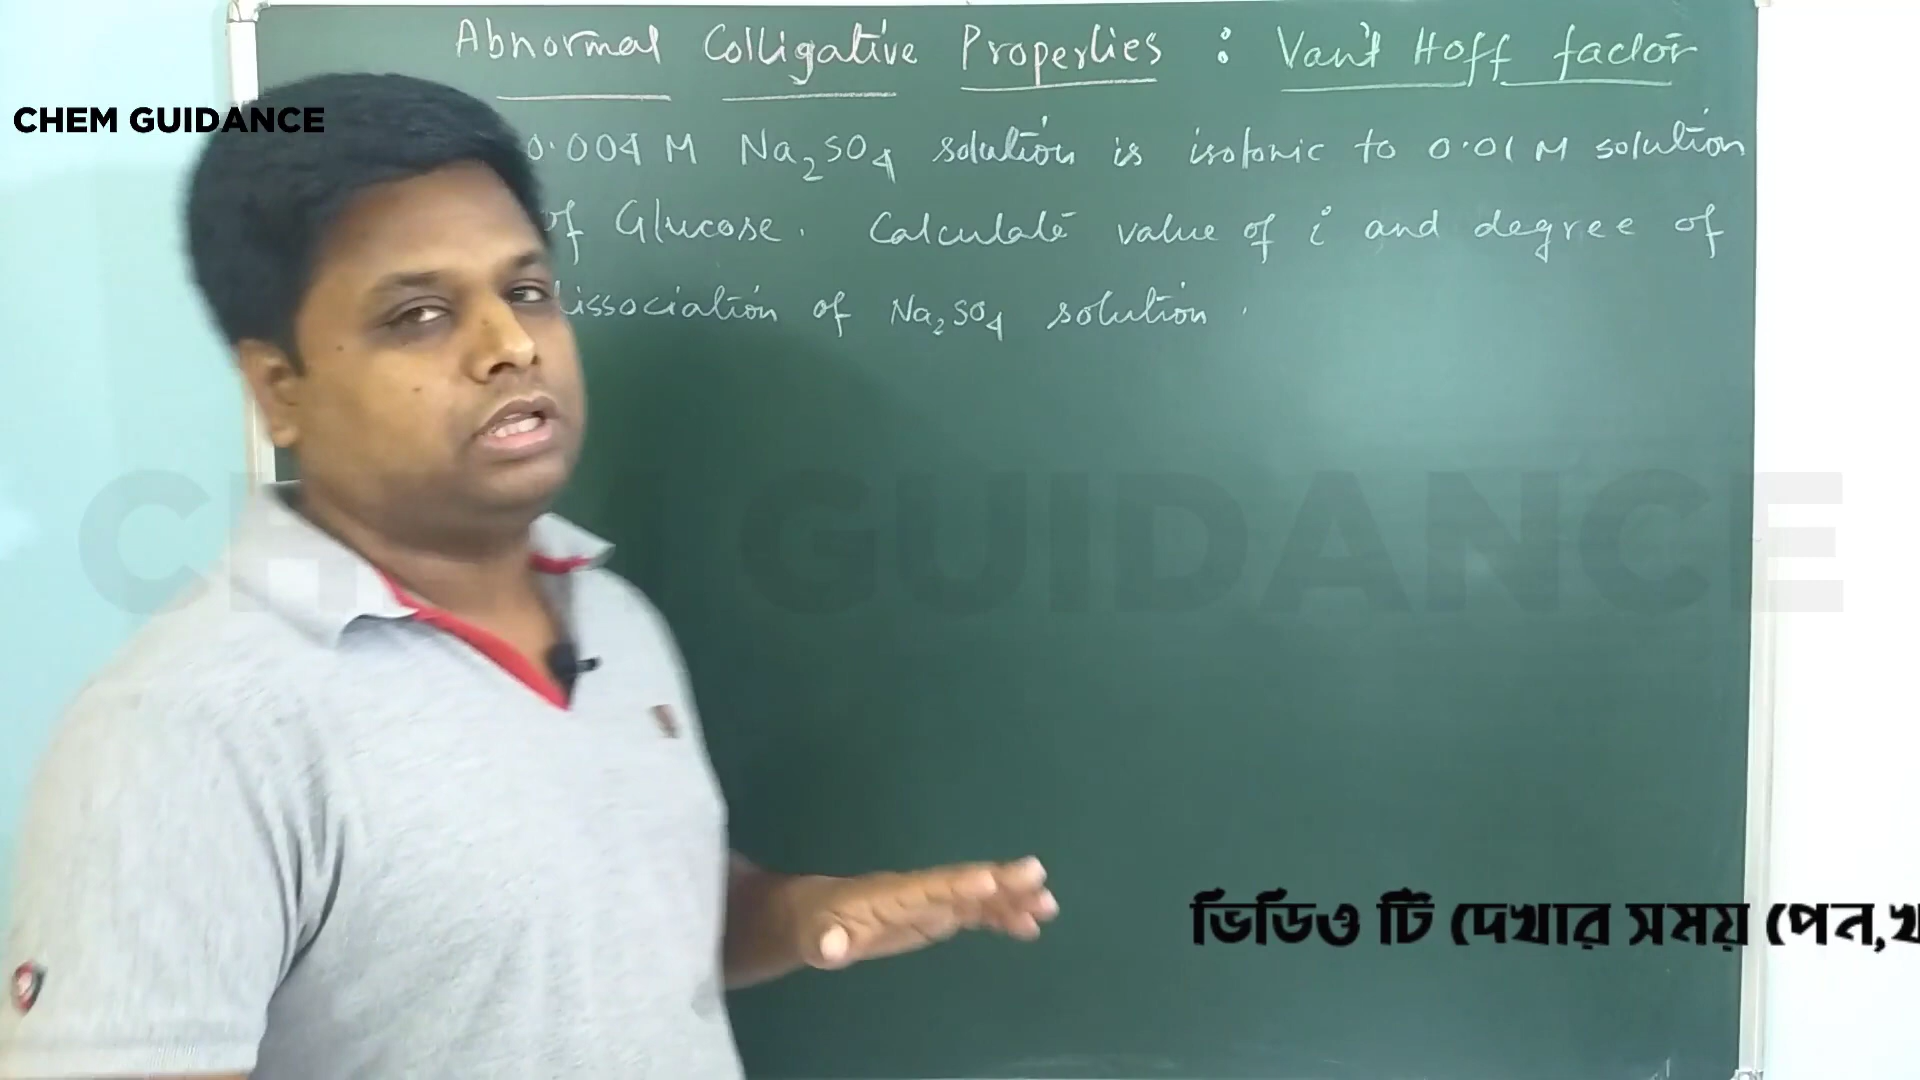 Abnormal Colligative Properties : Van't Hoff factor
CHEM GUIDANCE
0.004 M Na₂SO₄ solution is isotonic to 0.01 M solution
of Glucose. Calculate value of i and degree of
dissociation of Na₂SO₄ solution.
CHEM GUIDANCE
ভিডিও টি দেখার সময় পেন,খ